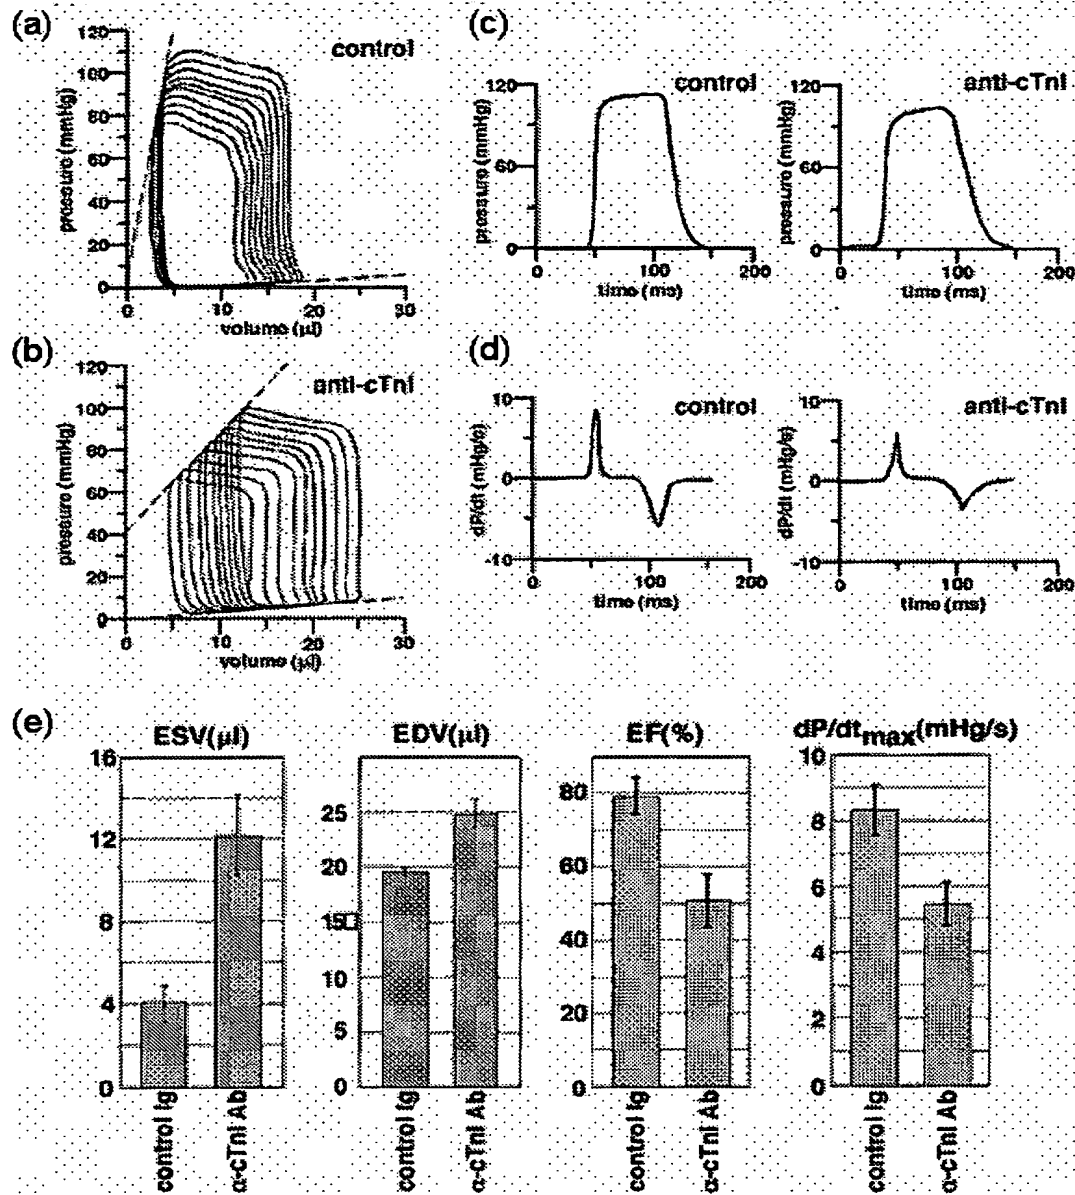 (a)
control
pressure (mmHg)
120
100
80
60
40
20
0
0 10 20 30
volume (µl)
(b)
anti-cTnI
pressure (mmHg)
120
100
80
60
40
20
0
0 10 20 30
volume (µl)
(c)
control
pressure (mmHg)
120
60
0
0 100 200
time (ms)
anti-cTnI
pressure (mmHg)
120
60
0
0 100 200
time (ms)
(d)
control
dP/dt (mHg/s)
10
0
-10
0 100 200
time (ms)
anti-cTnI
dP/dt (mHg/s)
10
0
-10
0 100 200
time (ms)
(e)
ESV(µl)
16
12
8
4
0
control Ig
α-cTnI Ab
EDV(µl)
25
20
15
10
5
0
control Ig
α-cTnI Ab
EF(%)
80
60
40
20
0
control Ig
α-cTnI Ab
dP/dtmax(mHg/s)
10
8
6
4
2
0
control Ig
α-cTnI Ab